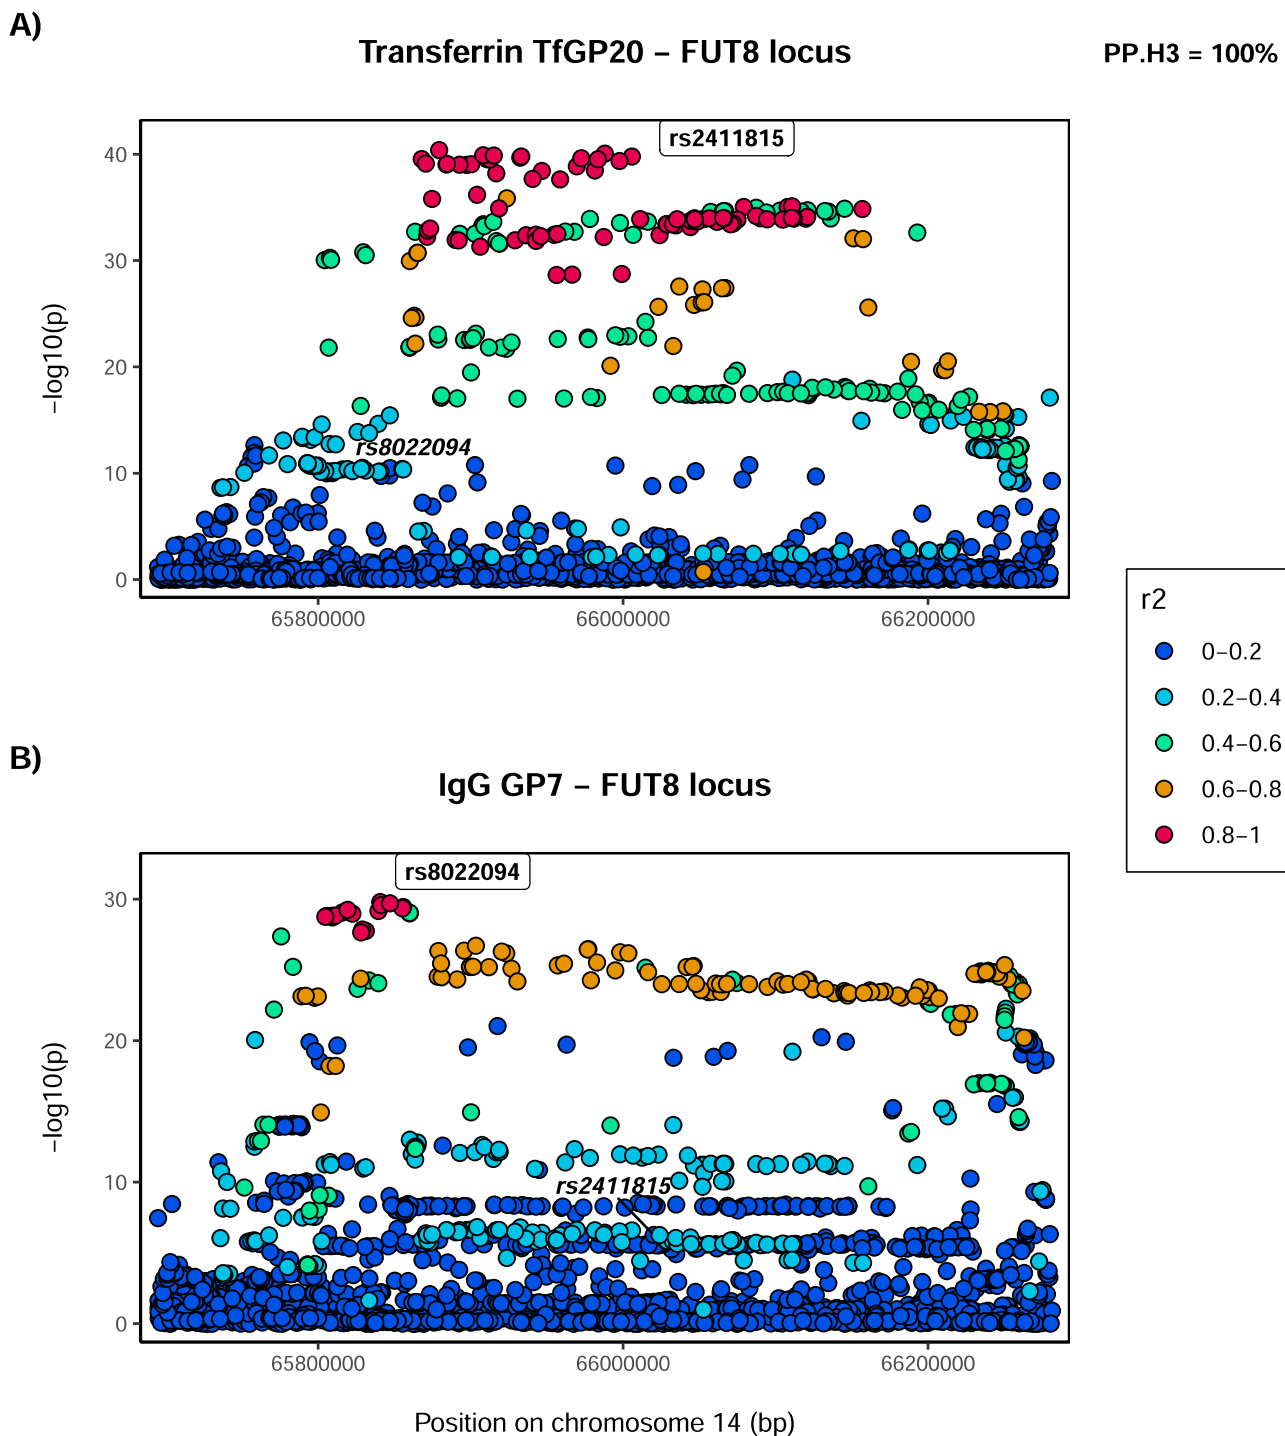 A)
Transferrin TfGP20 – FUT8 locus
PP.H3 = 100%
rs2411815
rs8022094
−log10(p)
40
30
20
10
0
65800000
66000000
66200000
r2
0−0.2
0.2−0.4
0.4−0.6
0.6−0.8
0.8−1
B)
IgG GP7 – FUT8 locus
rs8022094
rs2411815
−log10(p)
30
20
10
0
65800000
66000000
66200000
Position on chromosome 14 (bp)